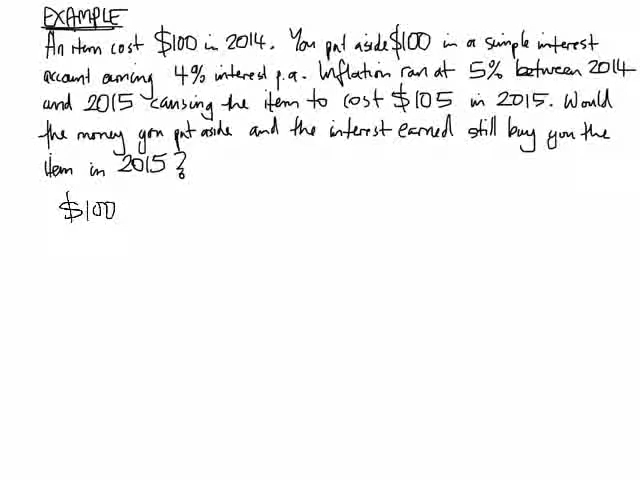 EXAMPLE
An item cost $100 in 2014. You put aside $100 in a simple interest
account earning 4% interest p.a. Inflation ran at 5% between 2014
and 2015 causing the item to cost $105 in 2015. Would
the money you put aside and the interest earned still buy you the
item in 2015?
$100